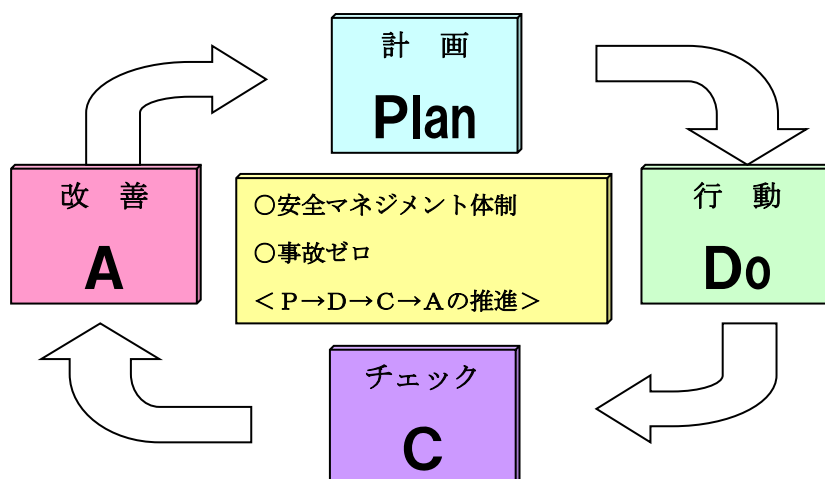 計　画
Plan
改　善
A
○安全マネジメント体制
○事故ゼロ
＜Ｐ→Ｄ→Ｃ→Ａの推進＞
行　動
Do
チェック
C